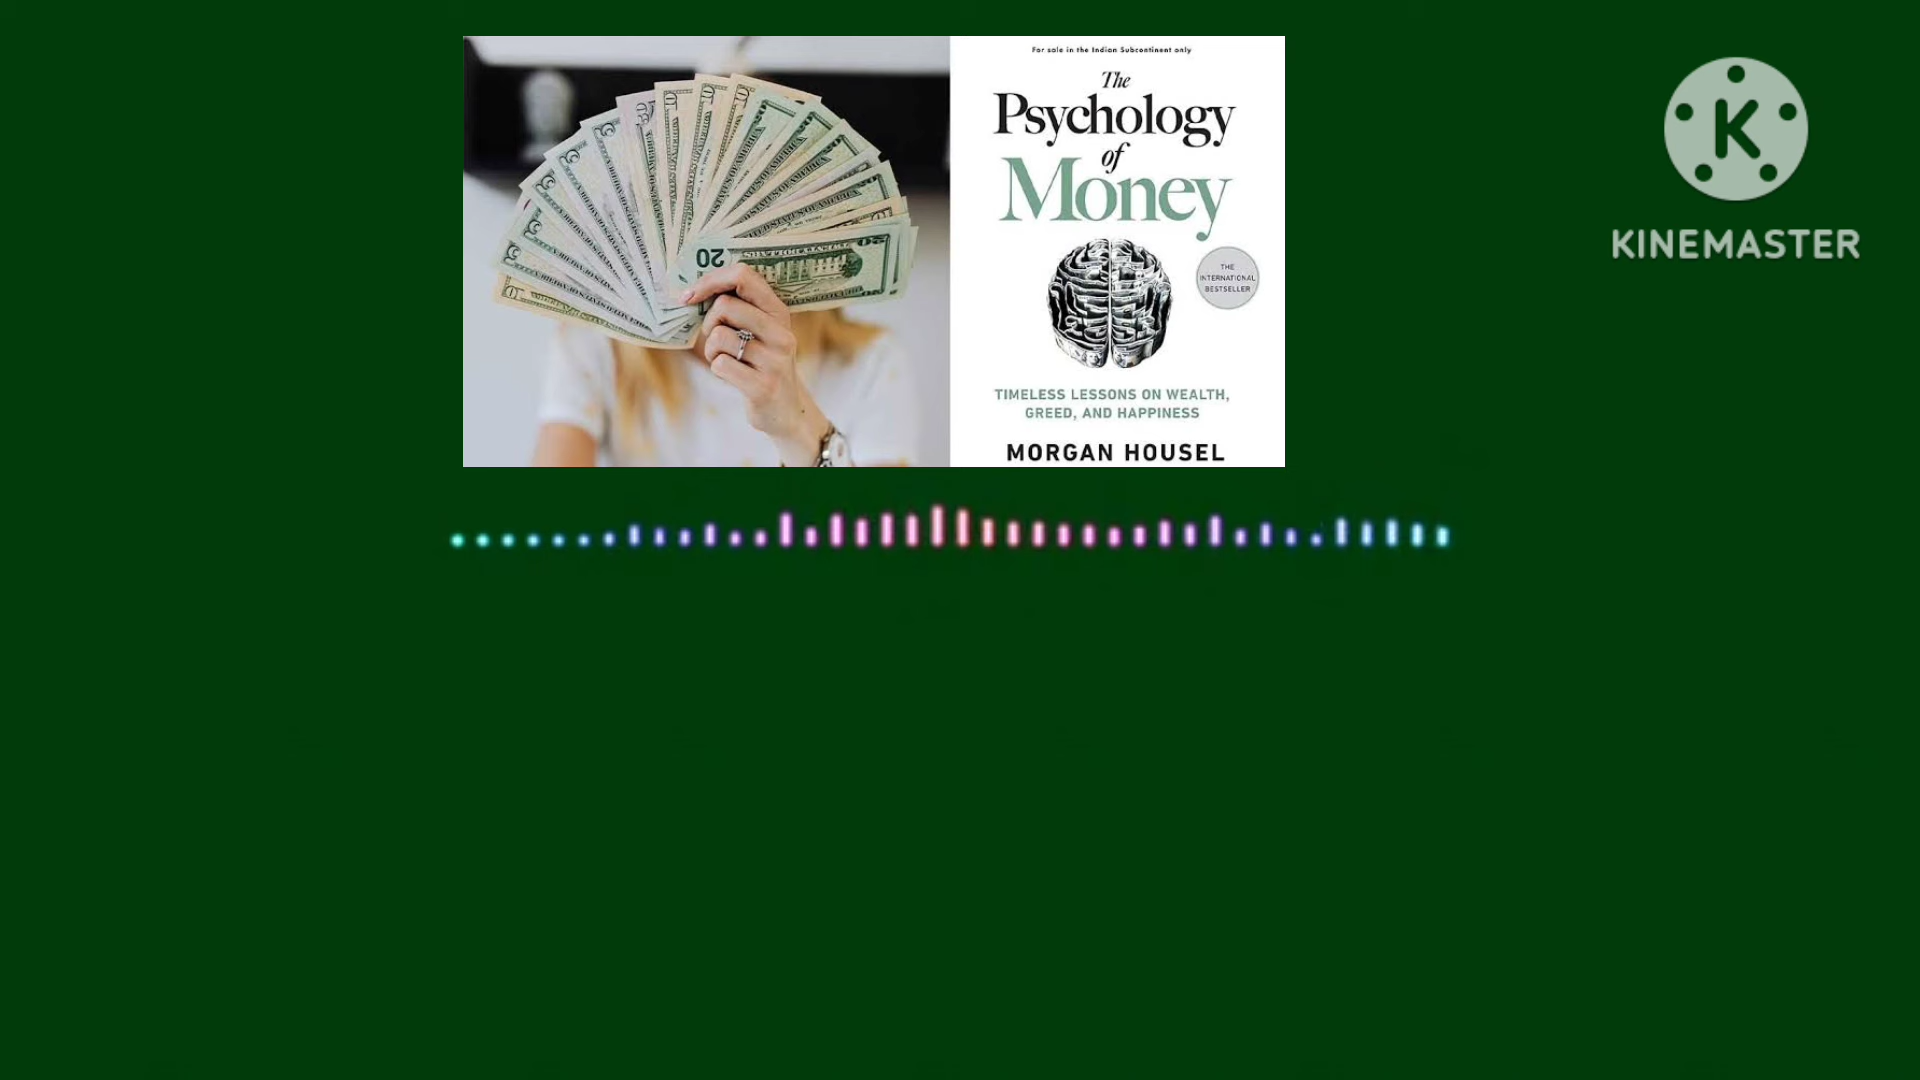 For sale in the Indian Subcontinent only
The
Psychology
of
Money
THE
INTERNATIONAL
BESTSELLER
TIMELESS LESSONS ON WEALTH,
GREED, AND HAPPINESS
MORGAN HOUSEL
20
K
KINEMASTER